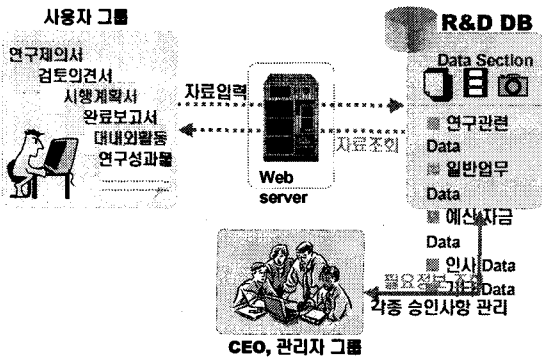 사용자 그룹
연구제의서
검토의견서
시행계획서
완료보고서
대내외활동
연구성과물
자료입력
자료조회
Web
server
R&D DB
Data Section
연구관련
Data
일반업무
Data
예산/자금
Data
인사 Data
기타 Data
필요정보 조회
각종 승인사항 관리
CEO, 관리자 그룹